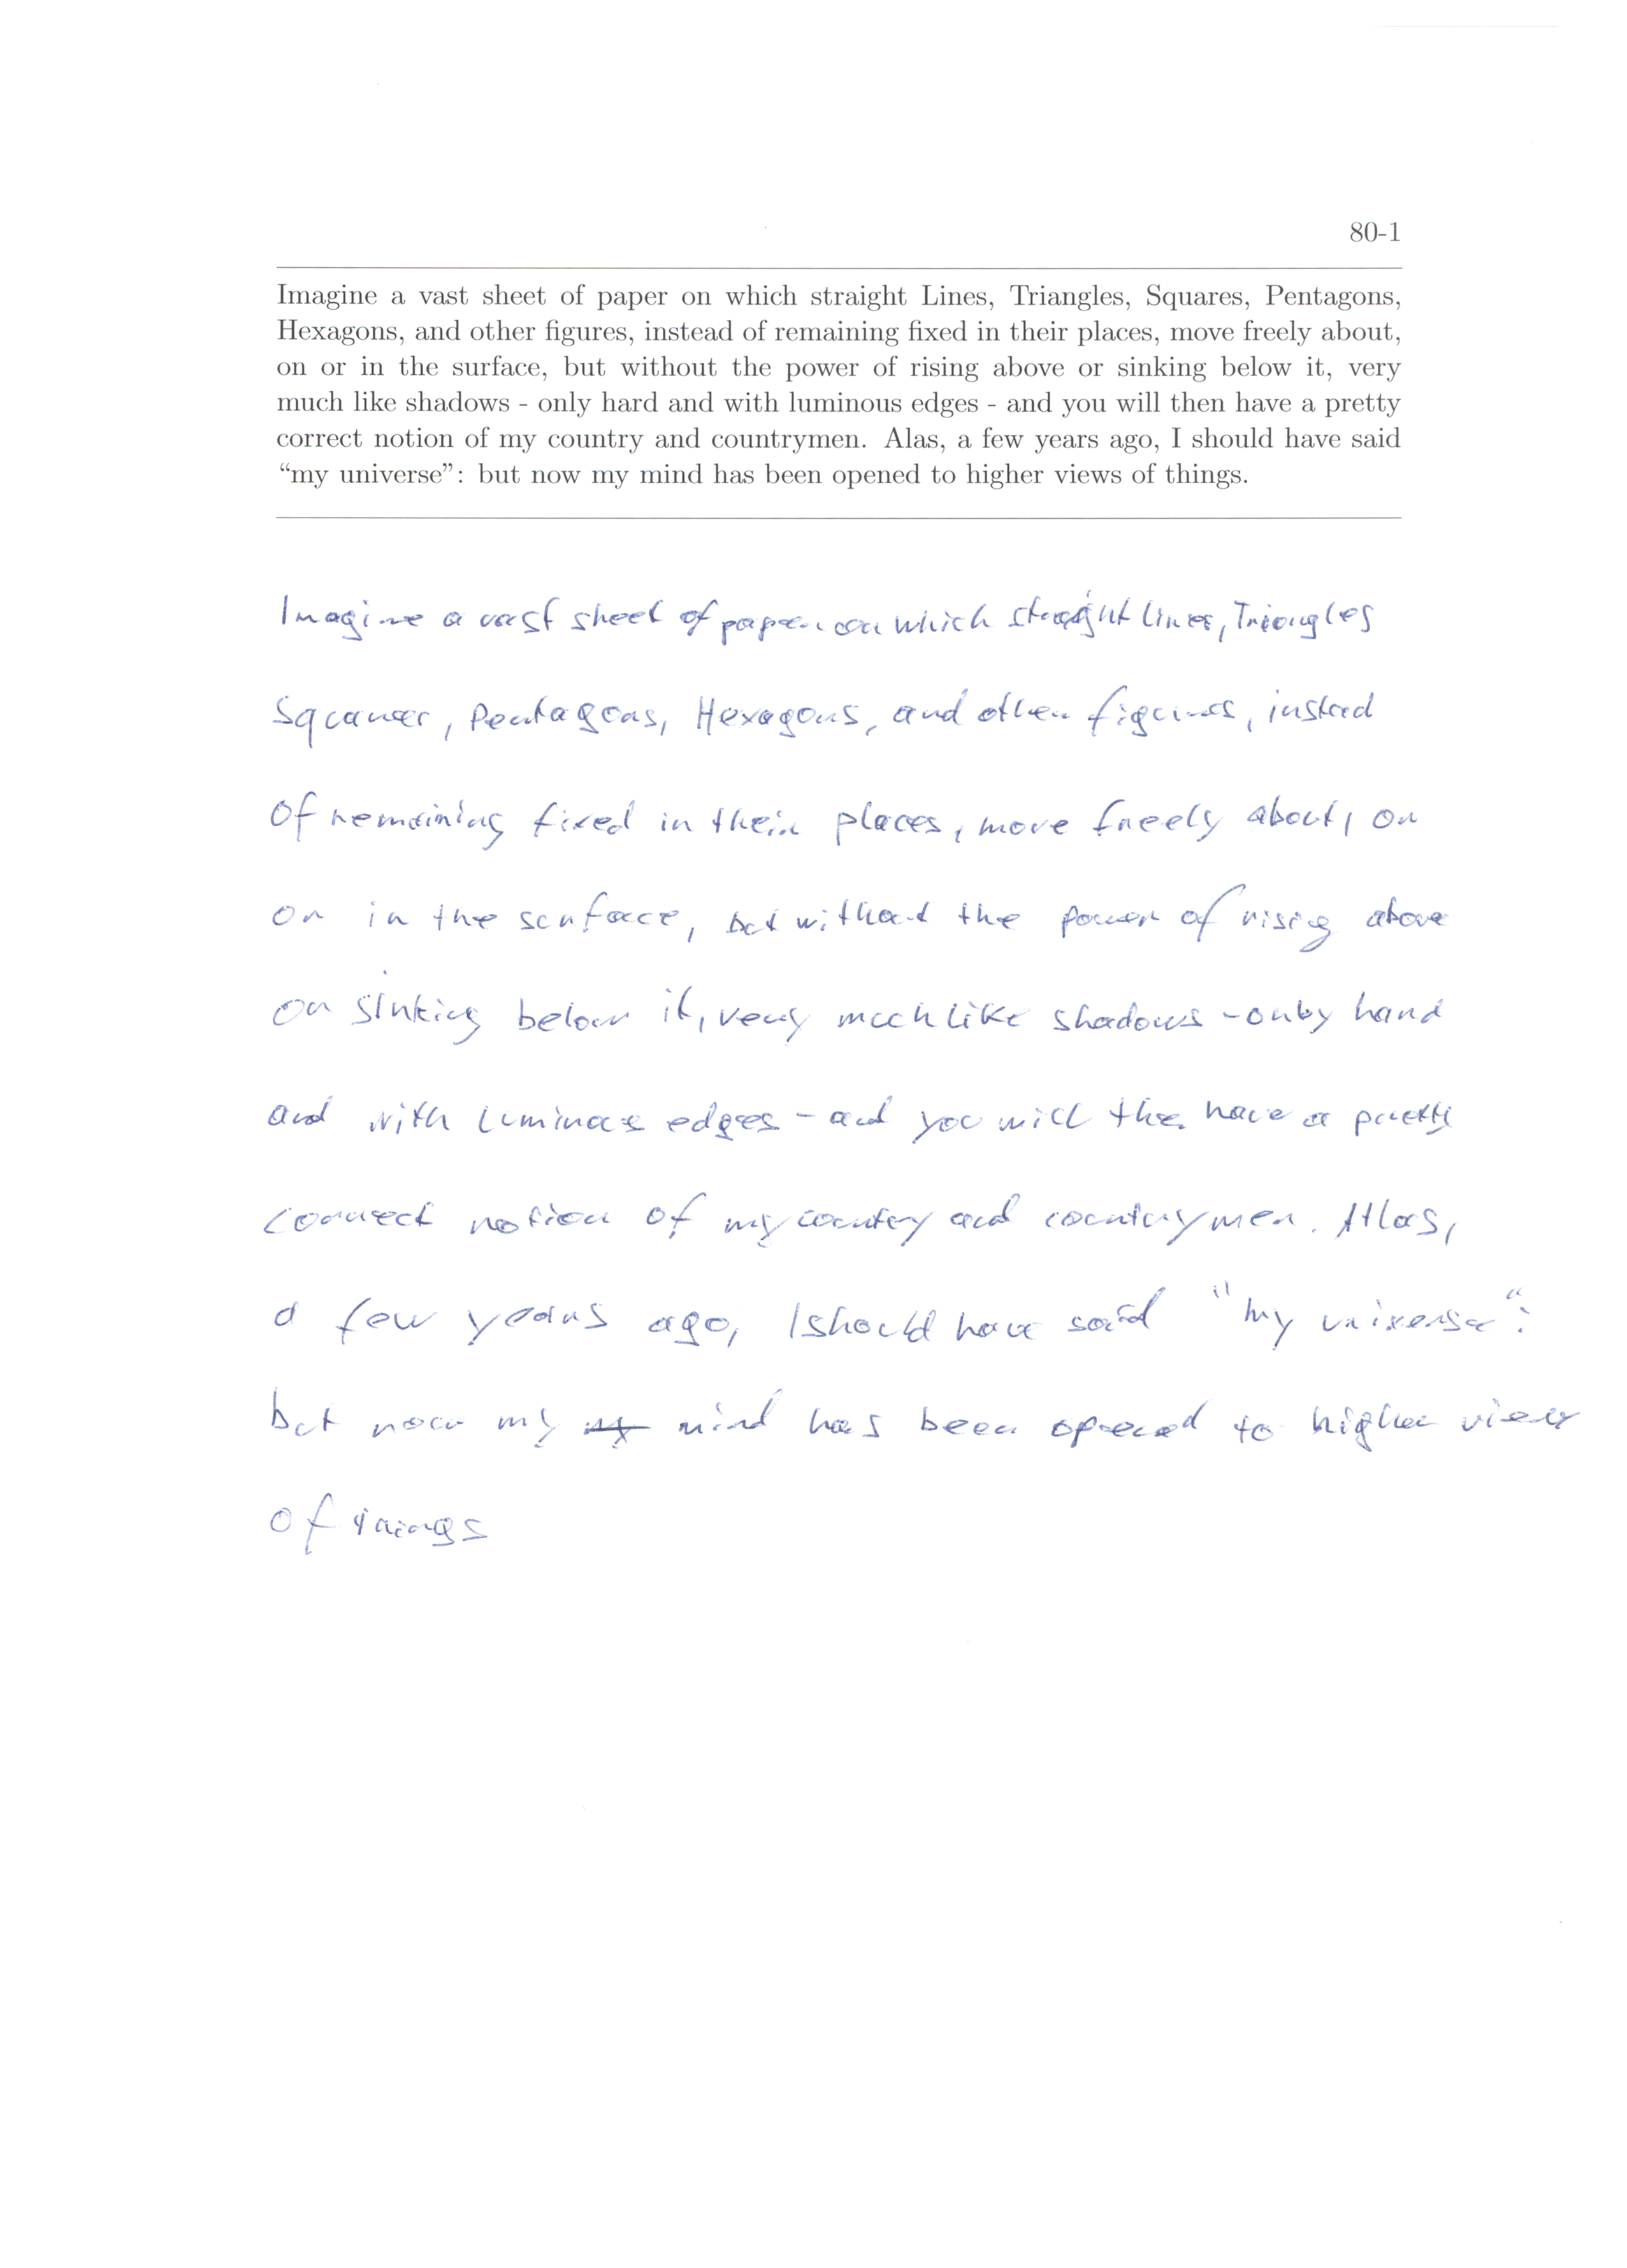 80-1
Imagine a vast sheet of paper on which straight Lines, Triangles, Squares, Pentagons,
Hexagons, and other figures, instead of remaining fixed in their places, move freely about,
on or in the surface, but without the power of rising above or sinking below it, very
much like shadows - only hard and with luminous edges - and you will then have a pretty
correct notion of my country and countrymen. Alas, a few years ago, I should have said
“my universe”: but now my mind has been opened to higher views of things.
Imagine a vast sheet of paper on which straight Lines, Triangles
Squares, Pentagons, Hexagons, and other figures, instead
of remaining fixed in their places, move freely about, on
or in the surface, but without the power of rising above
or sinking below it, very much like shadows - only hard
and with luminous edges - and you will then have a pretty
correct notion of my country and countrymen. Alas,
a few years ago, I should have said "my universe":
but now my mind has been opened to higher views
of things